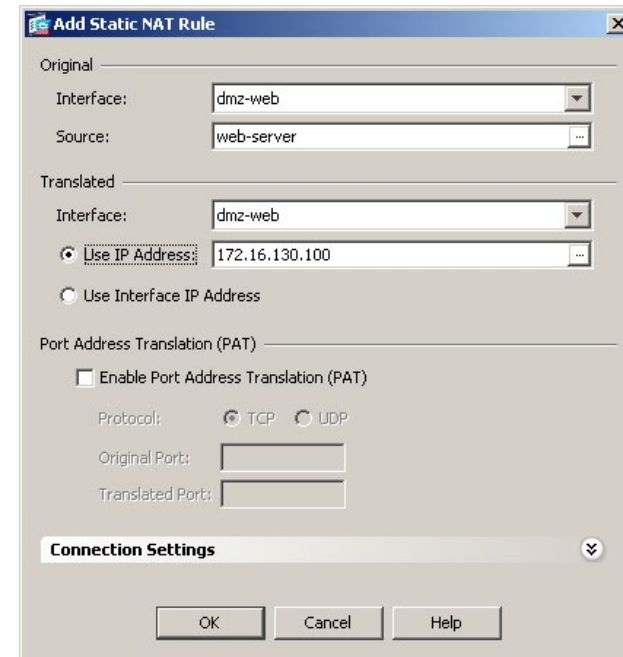 Add Static NAT Rule
Original
Interface: dmz-web
Source: web-server ...
Translated
Interface: dmz-web
Use IP Address: 172.16.130.100 ...
Use Interface IP Address
Port Address Translation (PAT)
Enable Port Address Translation (PAT)
Protocol: TCP UDP
Original Port:
Translated Port:
Connection Settings
OK Cancel Help